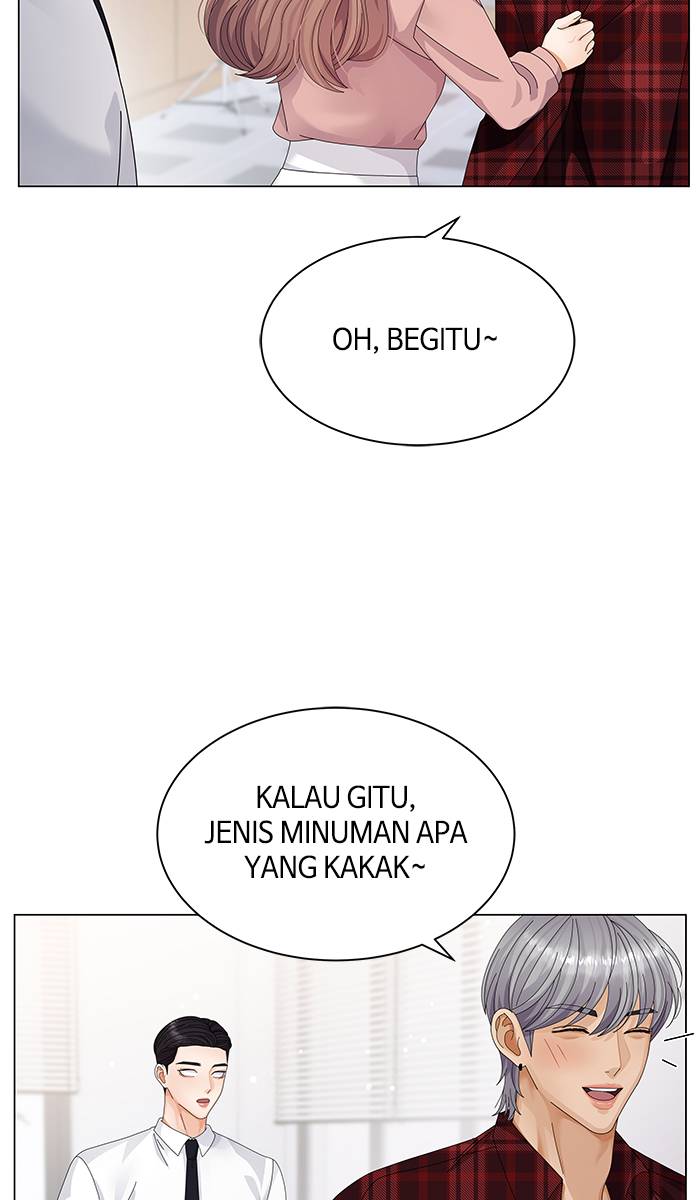 OH, BEGITU~
KALAU GITU,
JENIS MINUMAN APA
YANG KAKAK~